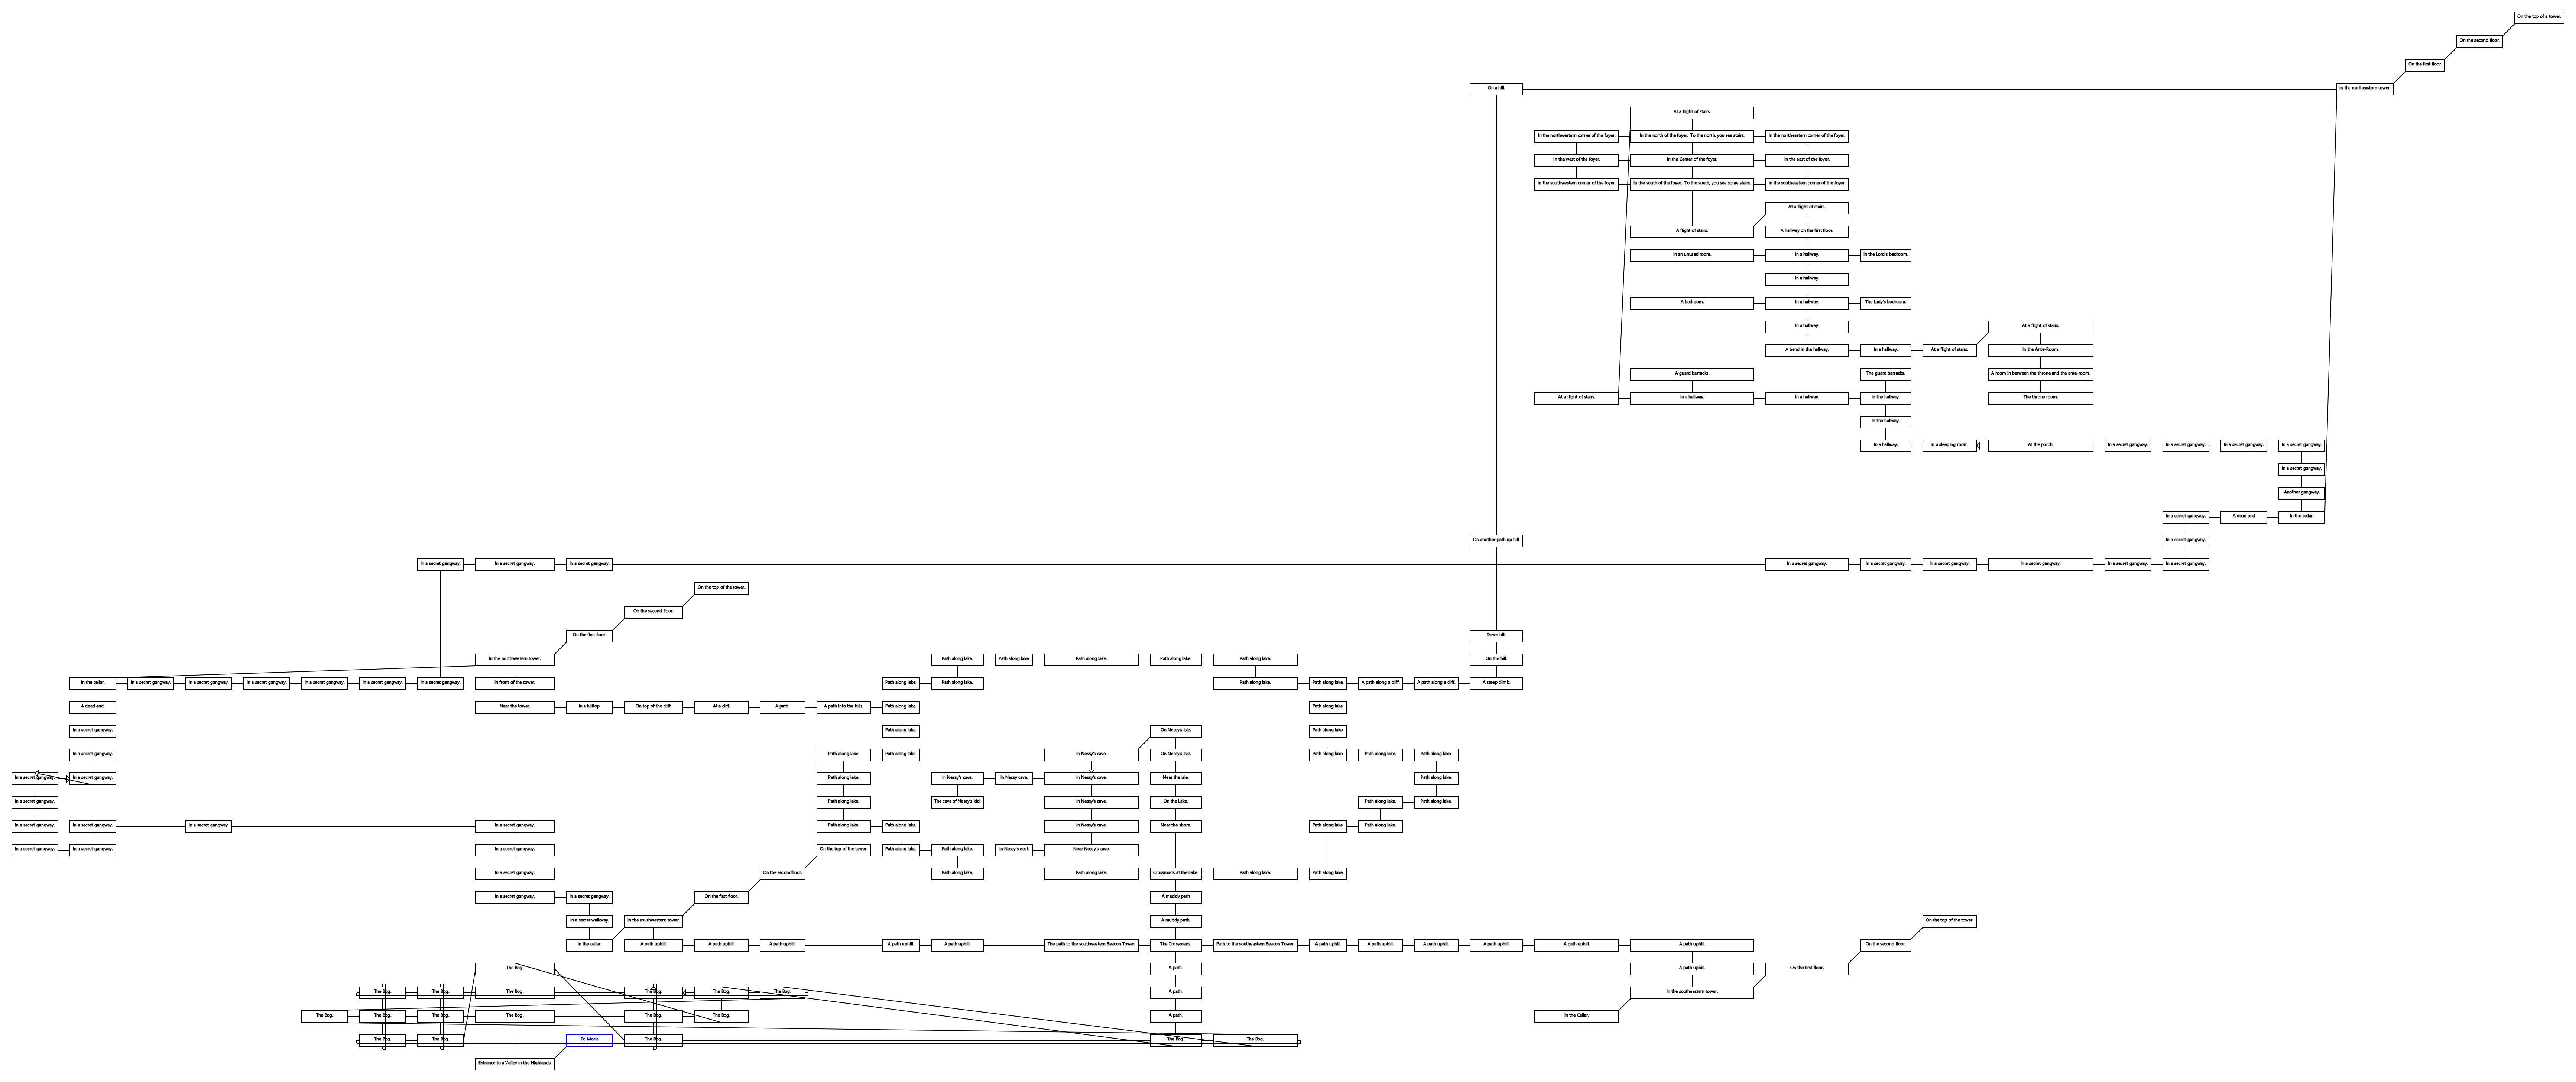 On the top of a tower.
On the second floor.
On the first floor.
On a hill. In the northeastern tower.
At a flight of stairs.
In the northwestern corner of the foyer. In the north of the foyer. To the north, you see stairs. In the northeastern corner of the foyer.
In the west of the foyer. In the Center of the foyer. In the east of the foyer.
In the southwestern corner of the foyer. In the south of the foyer. To the south, you see some stairs. In the southeastern corner of the foyer.
At a flight of stairs.
A flight of stairs. A hallway on the first floor.
In an unused room. In a hallway. In the Lord's bedroom.
In a hallway.
A bedroom. In a hallway. The Lady's bedroom.
In a hallway. At a flight of stairs.
A bend in the hallway. In a hallway. At a flight of stairs. In the Ante-Room.
A guard barracks. The guard barracks. A room in between the throne and the ante-room.
At a flight of stairs. In a hallway. In a hallway. In the hallway. The throne room.
In the hallway.
In a hallway. In a sleeping room. At the porch. In a secret gangway. In a secret gangway. In a secret gangway. In a secret gangway.
In a secret gangway.
Another gangway.
In a secret gangway. A dead end In the cellar.
On another path up hill. In a secret gangway.
In a secret gangway. In a secret gangway. In a secret gangway. In a secret gangway. In a secret gangway. In a secret gangway. In a secret gangway. In a secret gangway. In a secret gangway.
On the top of the tower.
On the second floor.
On the first floor. Down hill.
In the northwestern tower. Path along lake. Path along lake. Path along lake. Path along lake. Path along lake. On the hill.
In the cellar. In a secret gangway. In a secret gangway. In a secret gangway. In a secret gangway. In a secret gangway. In a secret gangway. In front of the tower. Path along lake. Path along lake. Path along lake. Path along lake. A path along a cliff. A path along a cliff. A steep climb.
A dead end. Near the tower. In a hilltop. On top of the cliff. At a cliff. A path. A path into the hills. Path along lake. Path along lake.
In a secret gangway. Path along lake. On Nessy's isle. Path along lake.
In a secret gangway. Path along lake. Path along lake. In Nessy's cave. On Nessy's isle. Path along lake. Path along lake. Path along lake.
In a secret gangway. In a secret gangway. Path along lake. In Nessy's cave. In Nessy cave. In Nessy's cave. Near the isle. Path along lake.
In a secret gangway. Path along lake. The cave of Nessy's kid. In Nessy's cave. On the Lake. Path along lake. Path along lake.
In a secret gangway. In a secret gangway. In a secret gangway. In a secret gangway. Path along lake. Path along lake. In Nessy's cave. Near the shore. Path along lake. Path along lake.
In a secret gangway. In a secret gangway. In a secret gangway. On the top of the tower. Path along lake. Path along lake. In Nessy's nest. Near Nessy's cave.
In a secret gangway. On the secondfloor. Path along lake. Path along lake. Crossroads at the Lake. Path along lake. Path along lake.
In a secret gangway. In a secret gangway. On the first floor. A muddy path
In a secret walkway. In the southwestern tower. A muddy path. On the top of the tower.
In the cellar. A path uphill. A path uphill. A path uphill. A path uphill. A path uphill. The path to the southwestern Beacon Tower. The Crossroads. Path to the southeastern Beacon Tower. A path uphill. A path uphill. A path uphill. A path uphill. A path uphill. A path uphill. On the second floor.
The Bog. A path. A path uphill. On the first floor.
The Bog. The Bog. The Bog. The Bog. The Bog. The Bog. A path. In the southeastern tower.
The Bog. The Bog. The Bog. The Bog. The Bog. The Bog. A path. In the Cellar.
The Bog. The Bog. To Moria The Bog. The Bog. The Bog.
Entrance to a Valley in the Highlands.